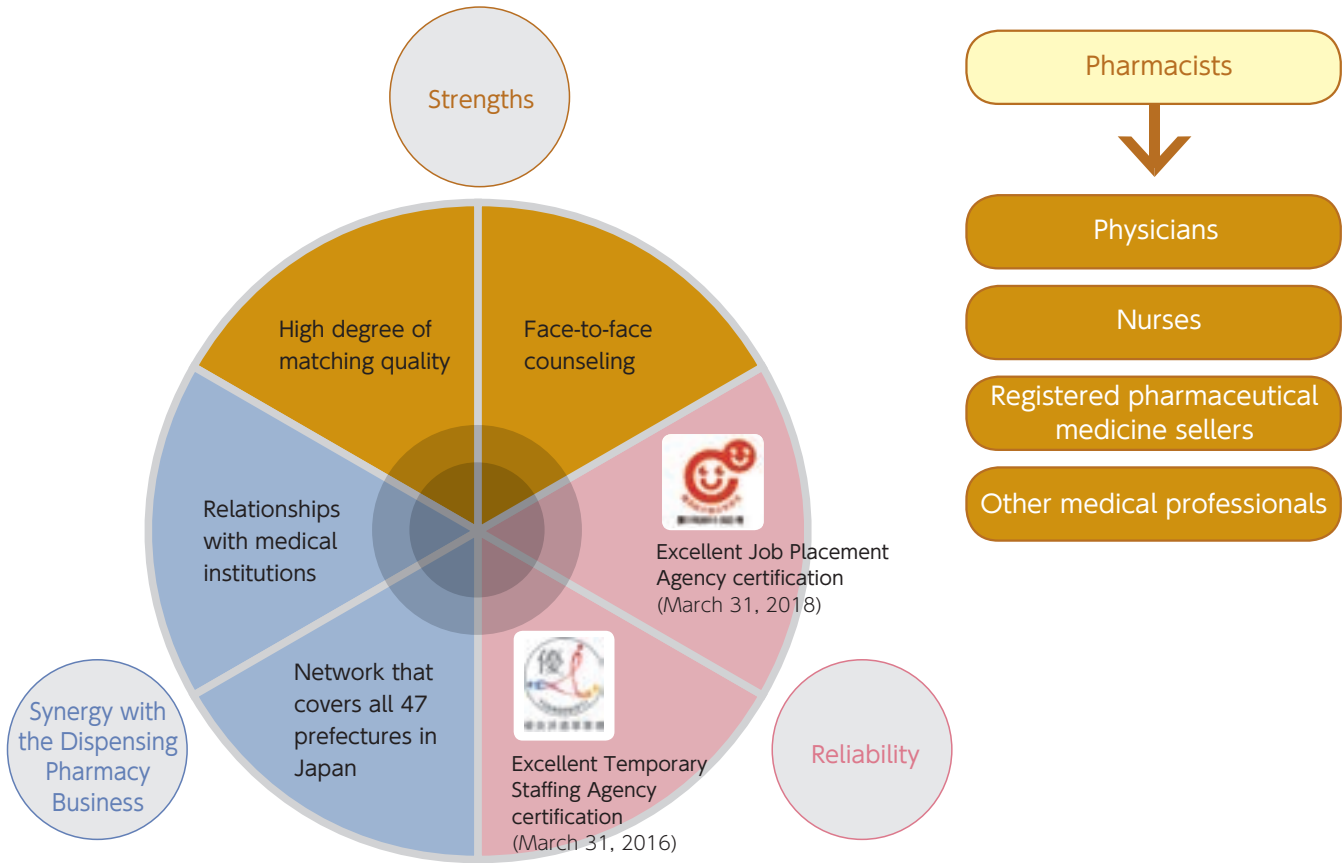 Strengths
High degree of
matching quality
Face-to-face
counseling
Relationships
with medical
institutions
Excellent Job Placement
Agency certification
(March 31, 2018)
Network that
covers all 47
prefectures in
Japan
優
Excellent Temporary
Staffing Agency
certification
(March 31, 2016)
Synergy with
the Dispensing
Pharmacy
Business
Reliability
Pharmacists
Physicians
Nurses
Registered pharmaceutical
medicine sellers
Other medical professionals